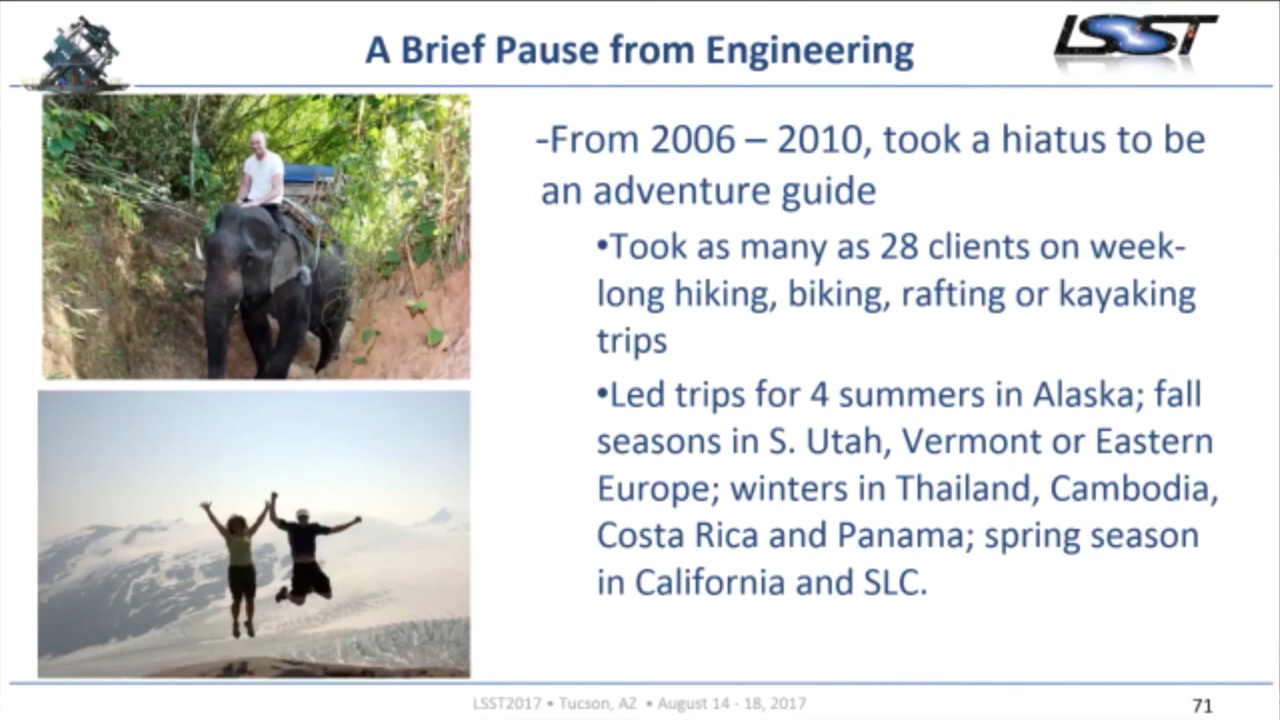 A Brief Pause from Engineering
LSST
-From 2006 – 2010, took a hiatus to be
an adventure guide
•Took as many as 28 clients on week-
long hiking, biking, rafting or kayaking
trips
•Led trips for 4 summers in Alaska; fall
seasons in S. Utah, Vermont or Eastern
Europe; winters in Thailand, Cambodia,
Costa Rica and Panama; spring season
in California and SLC.
LSST2017 • Tucson, AZ • August 14 - 18, 2017
71